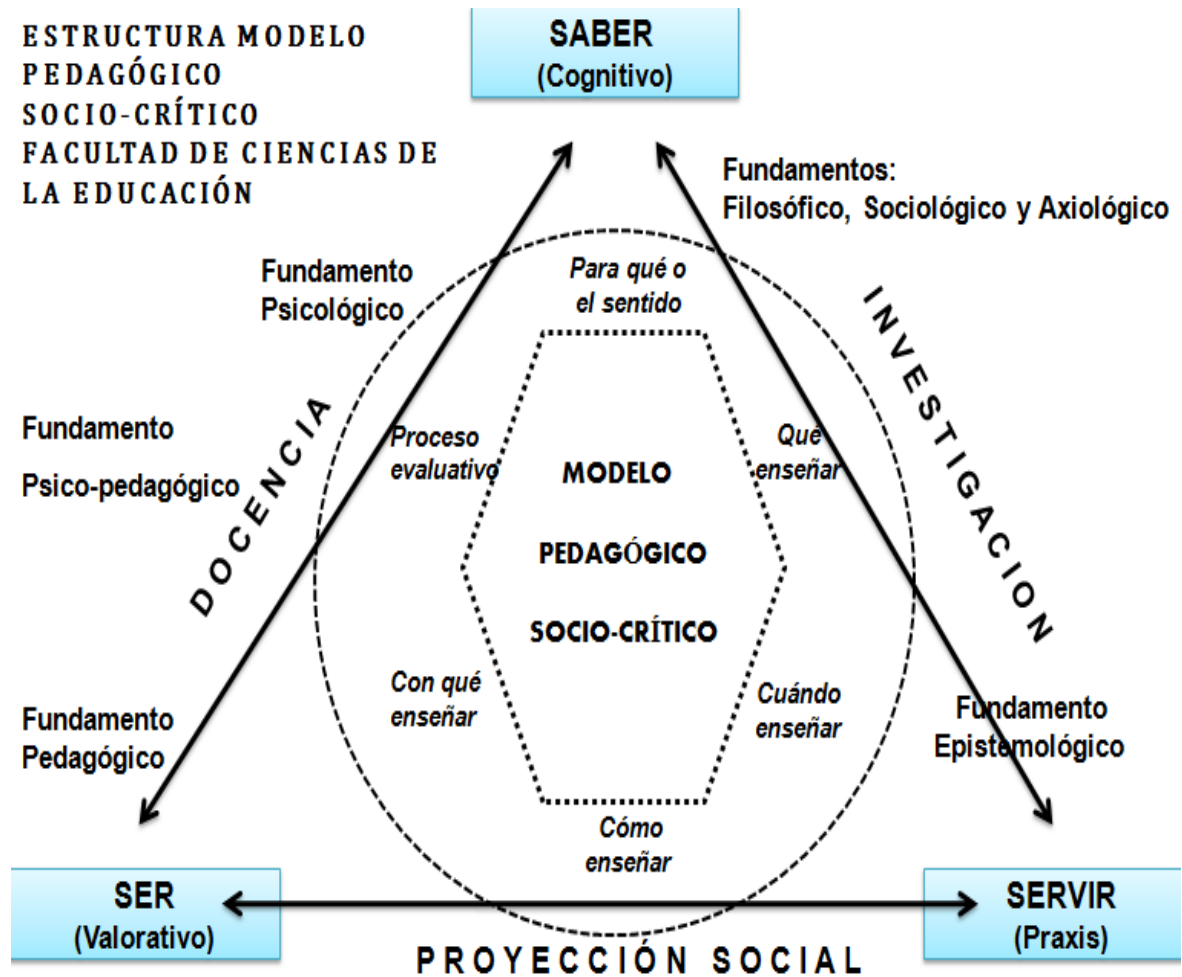 ESTRUCTURA MODELO
PEDAGÓGICO
SOCIO-CRÍTICO
FACULTAD DE CIENCIAS DE
LA EDUCACIÓN
SABER
(Cognitivo)
Fundamentos:
Filosófico, Sociológico y Axiológico
Fundamento
Psicológico
Para qué o
el sentido
INVESTIGACION
Fundamento
Psico-pedagógico
DOCENCIA
Proceso
evaluativo
Qué
enseñar
MODELO
PEDAGÓGICO
SOCIO-CRÍTICO
Con qué
enseñar
Cuándo
enseñar
Fundamento
Pedagógico
Fundamento
Epistemológico
Cómo
enseñar
SER
(Valorativo)
SERVIR
(Praxis)
PROYECCIÓN SOCIAL